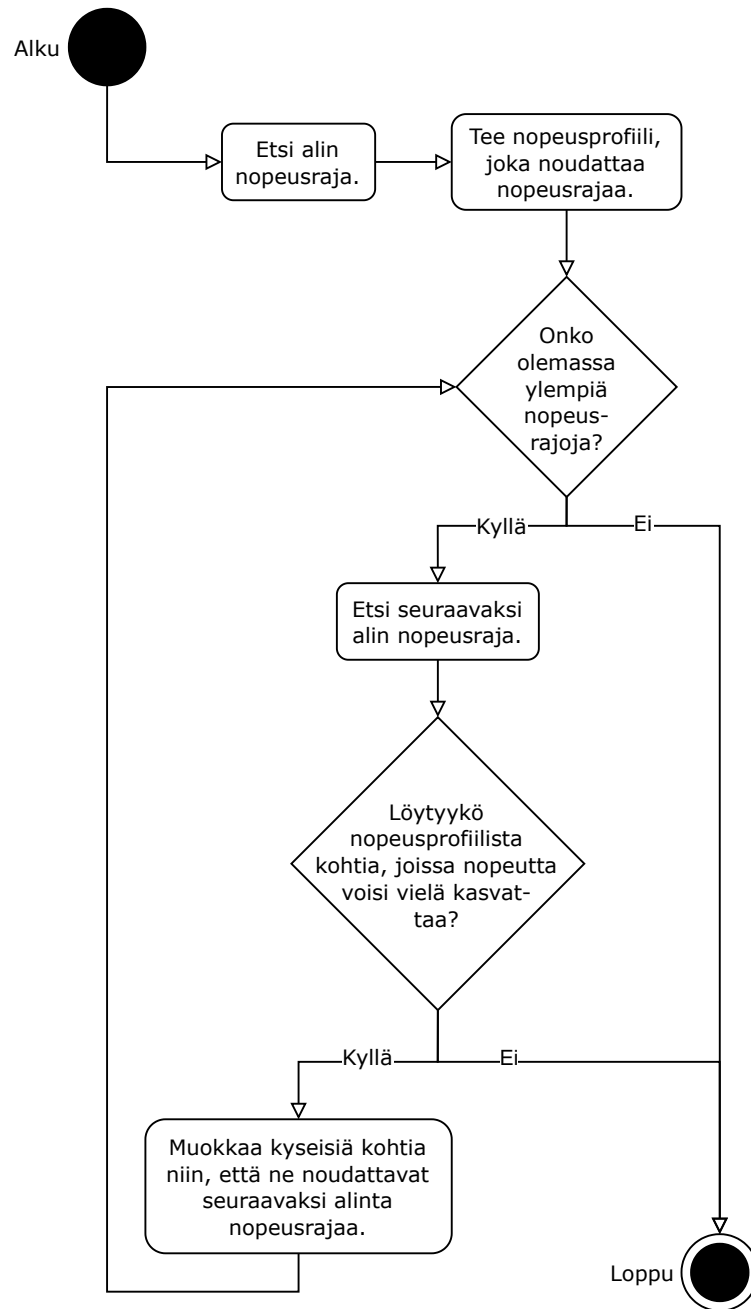 Alku
Etsi alin
nopeusraja.
Tee nopeusprofiili,
joka noudattaa
nopeusrajaa.
Onko
olemassa
ylempiä
nopeus-
rajoja?
Kyllä
Ei
Etsi seuraavaksi
alin nopeusraja.
Löytyykö
nopeusprofiilista
kohtia, joissa nopeutta
voisi vielä kasvat-
taa?
Kyllä
Ei
Muokkaa kyseisiä kohtia
niin, että ne noudattavat
seuraavaksi alinta
nopeusrajaa.
Loppu